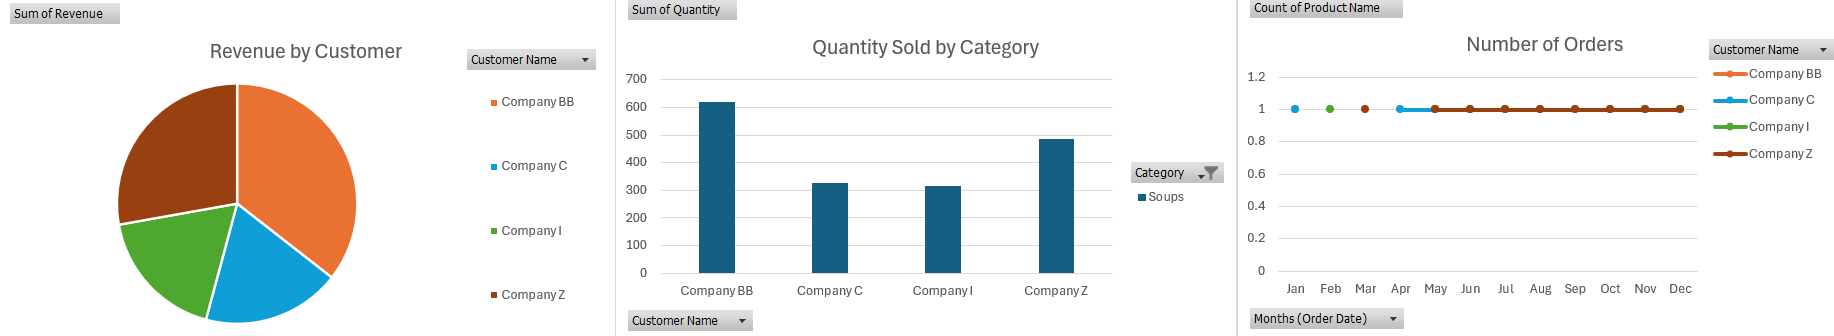 Sum of Revenue
Revenue by Customer
Customer Name
Company BB
Company C
Company I
Company Z
Sum of Quantity
Quantity Sold by Category
700
600
500
400
300
200
100
0
Company BB
Company C
Company I
Company Z
Category
Soups
Customer Name
Count of Product Name
Number of Orders
Customer Name
Company BB
Company C
Company I
Company Z
1.2
1
0.8
0.6
0.4
0.2
0
Jan Feb Mar Apr May Jun Jul Aug Sep Oct Nov Dec
Months (Order Date)